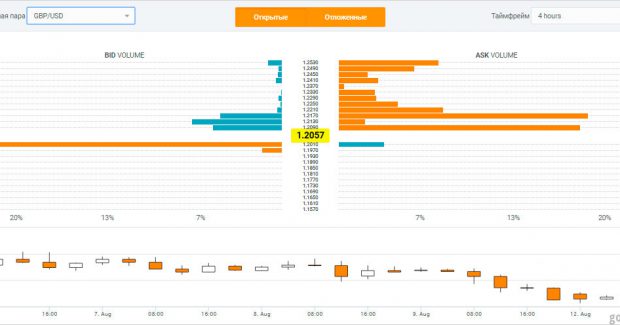 ная пара
GBP/USD
Открытые
Отложенные
Таймфрейм
4 hours
BID VOLUME
ASK VOLUME
1.2530
1.2490
1.2450
1.2410
1.2370
1.2330
1.2290
1.2250
1.2210
1.2170
1.2130
1.2090
1.2057
1.2010
1.1970
1.1930
1.1890
1.1850
1.1810
1.1770
1.1730
1.1690
1.1650
1.1610
1.1570
20%
13%
7%
7%
13%
20%
16:00
7. Aug
08:00
16:00
8. Aug
08:00
16:00
9. Aug
08:00
16:00
12. Aug
go